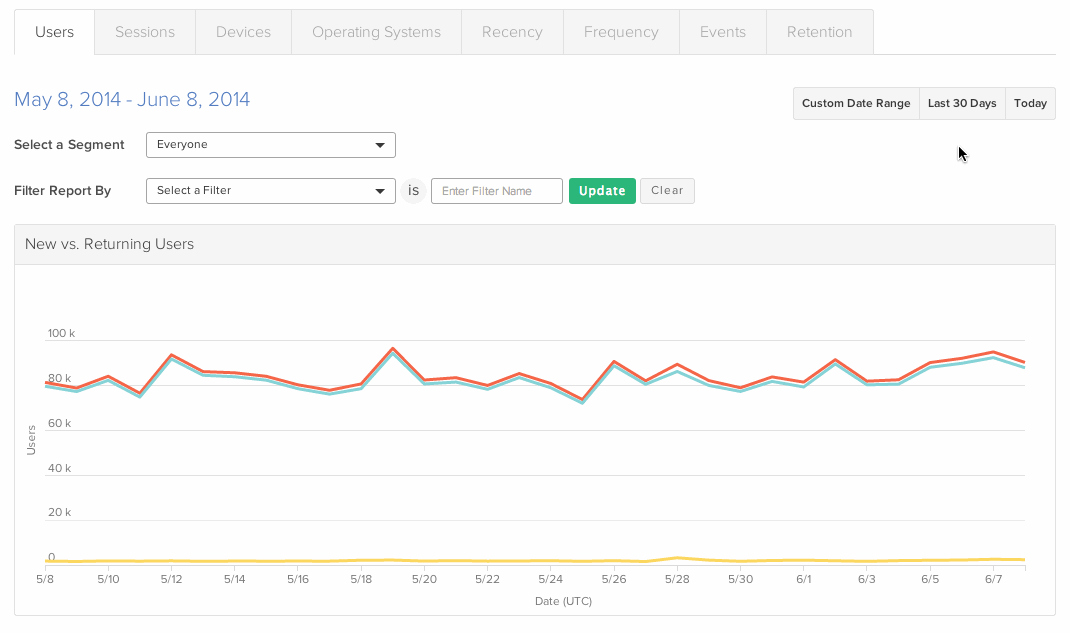 Users Sessions Devices Operating Systems Recency Frequency Events Retention
May 8, 2014 - June 8, 2014
Custom Date Range Last 30 Days Today
Select a Segment Everyone
Filter Report By Select a Filter is Enter Filter Name Update Clear
New vs. Returning Users
100 k
80 k
60 k
Users
40 k
20 k
0
5/8 5/10 5/12 5/14 5/16 5/18 5/20 5/22 5/24 5/26 5/28 5/30 6/1 6/3 6/5 6/7
Date (UTC)